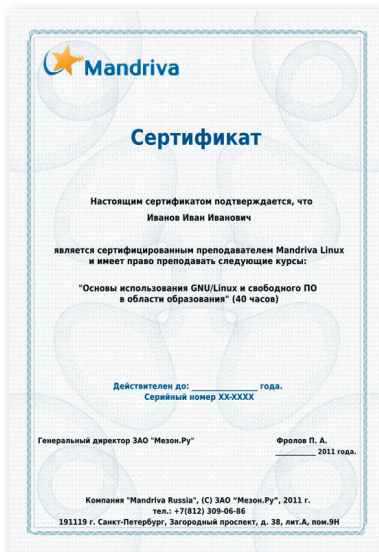 Mandriva
Сертификат
Настоящим сертификатом подтверждается, что
Иванов Иван Иванович
является сертифицированным преподавателем Mandriva Linux
и имеет право преподавать следующие курсы:
"Основы использования GNU/Linux и свободного ПО
в области образования" (40 часов)
Действителен до: _________________ года.
Серийный номер XX-XXXX
Генеральный директор ЗАО "Мезон.Ру" Фролов П. А.
___________ 2011 года.
Компания "Mandriva Russia", (C) ЗАО “Мезон.Ру”, 2011 г.
тел.: +7(812) 309-06-86
191119 г. Санкт-Петербург, Загородный проспект, д. 38, лит.А, пом.9Н